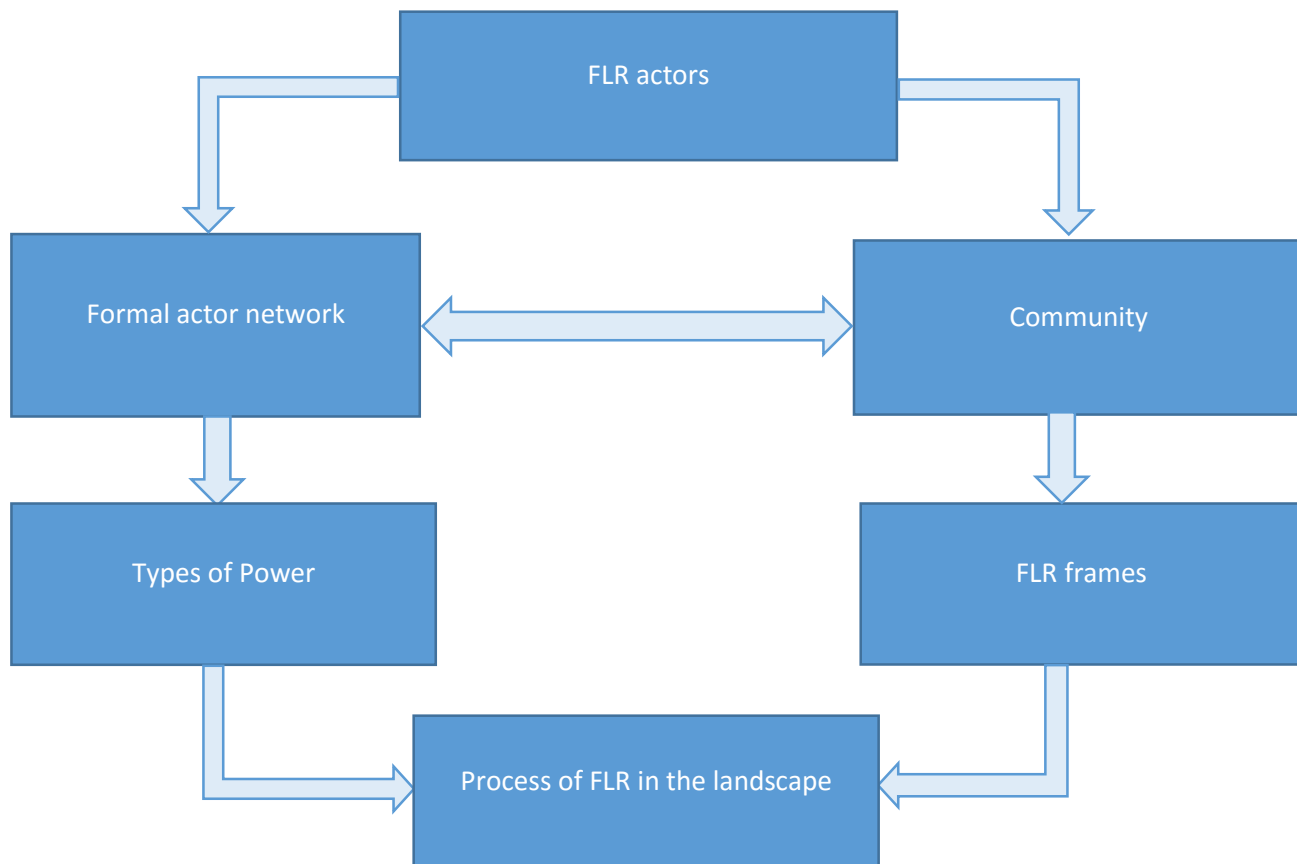 FLR actors
Formal actor network
Community
Types of Power
FLR frames
Process of FLR in the landscape